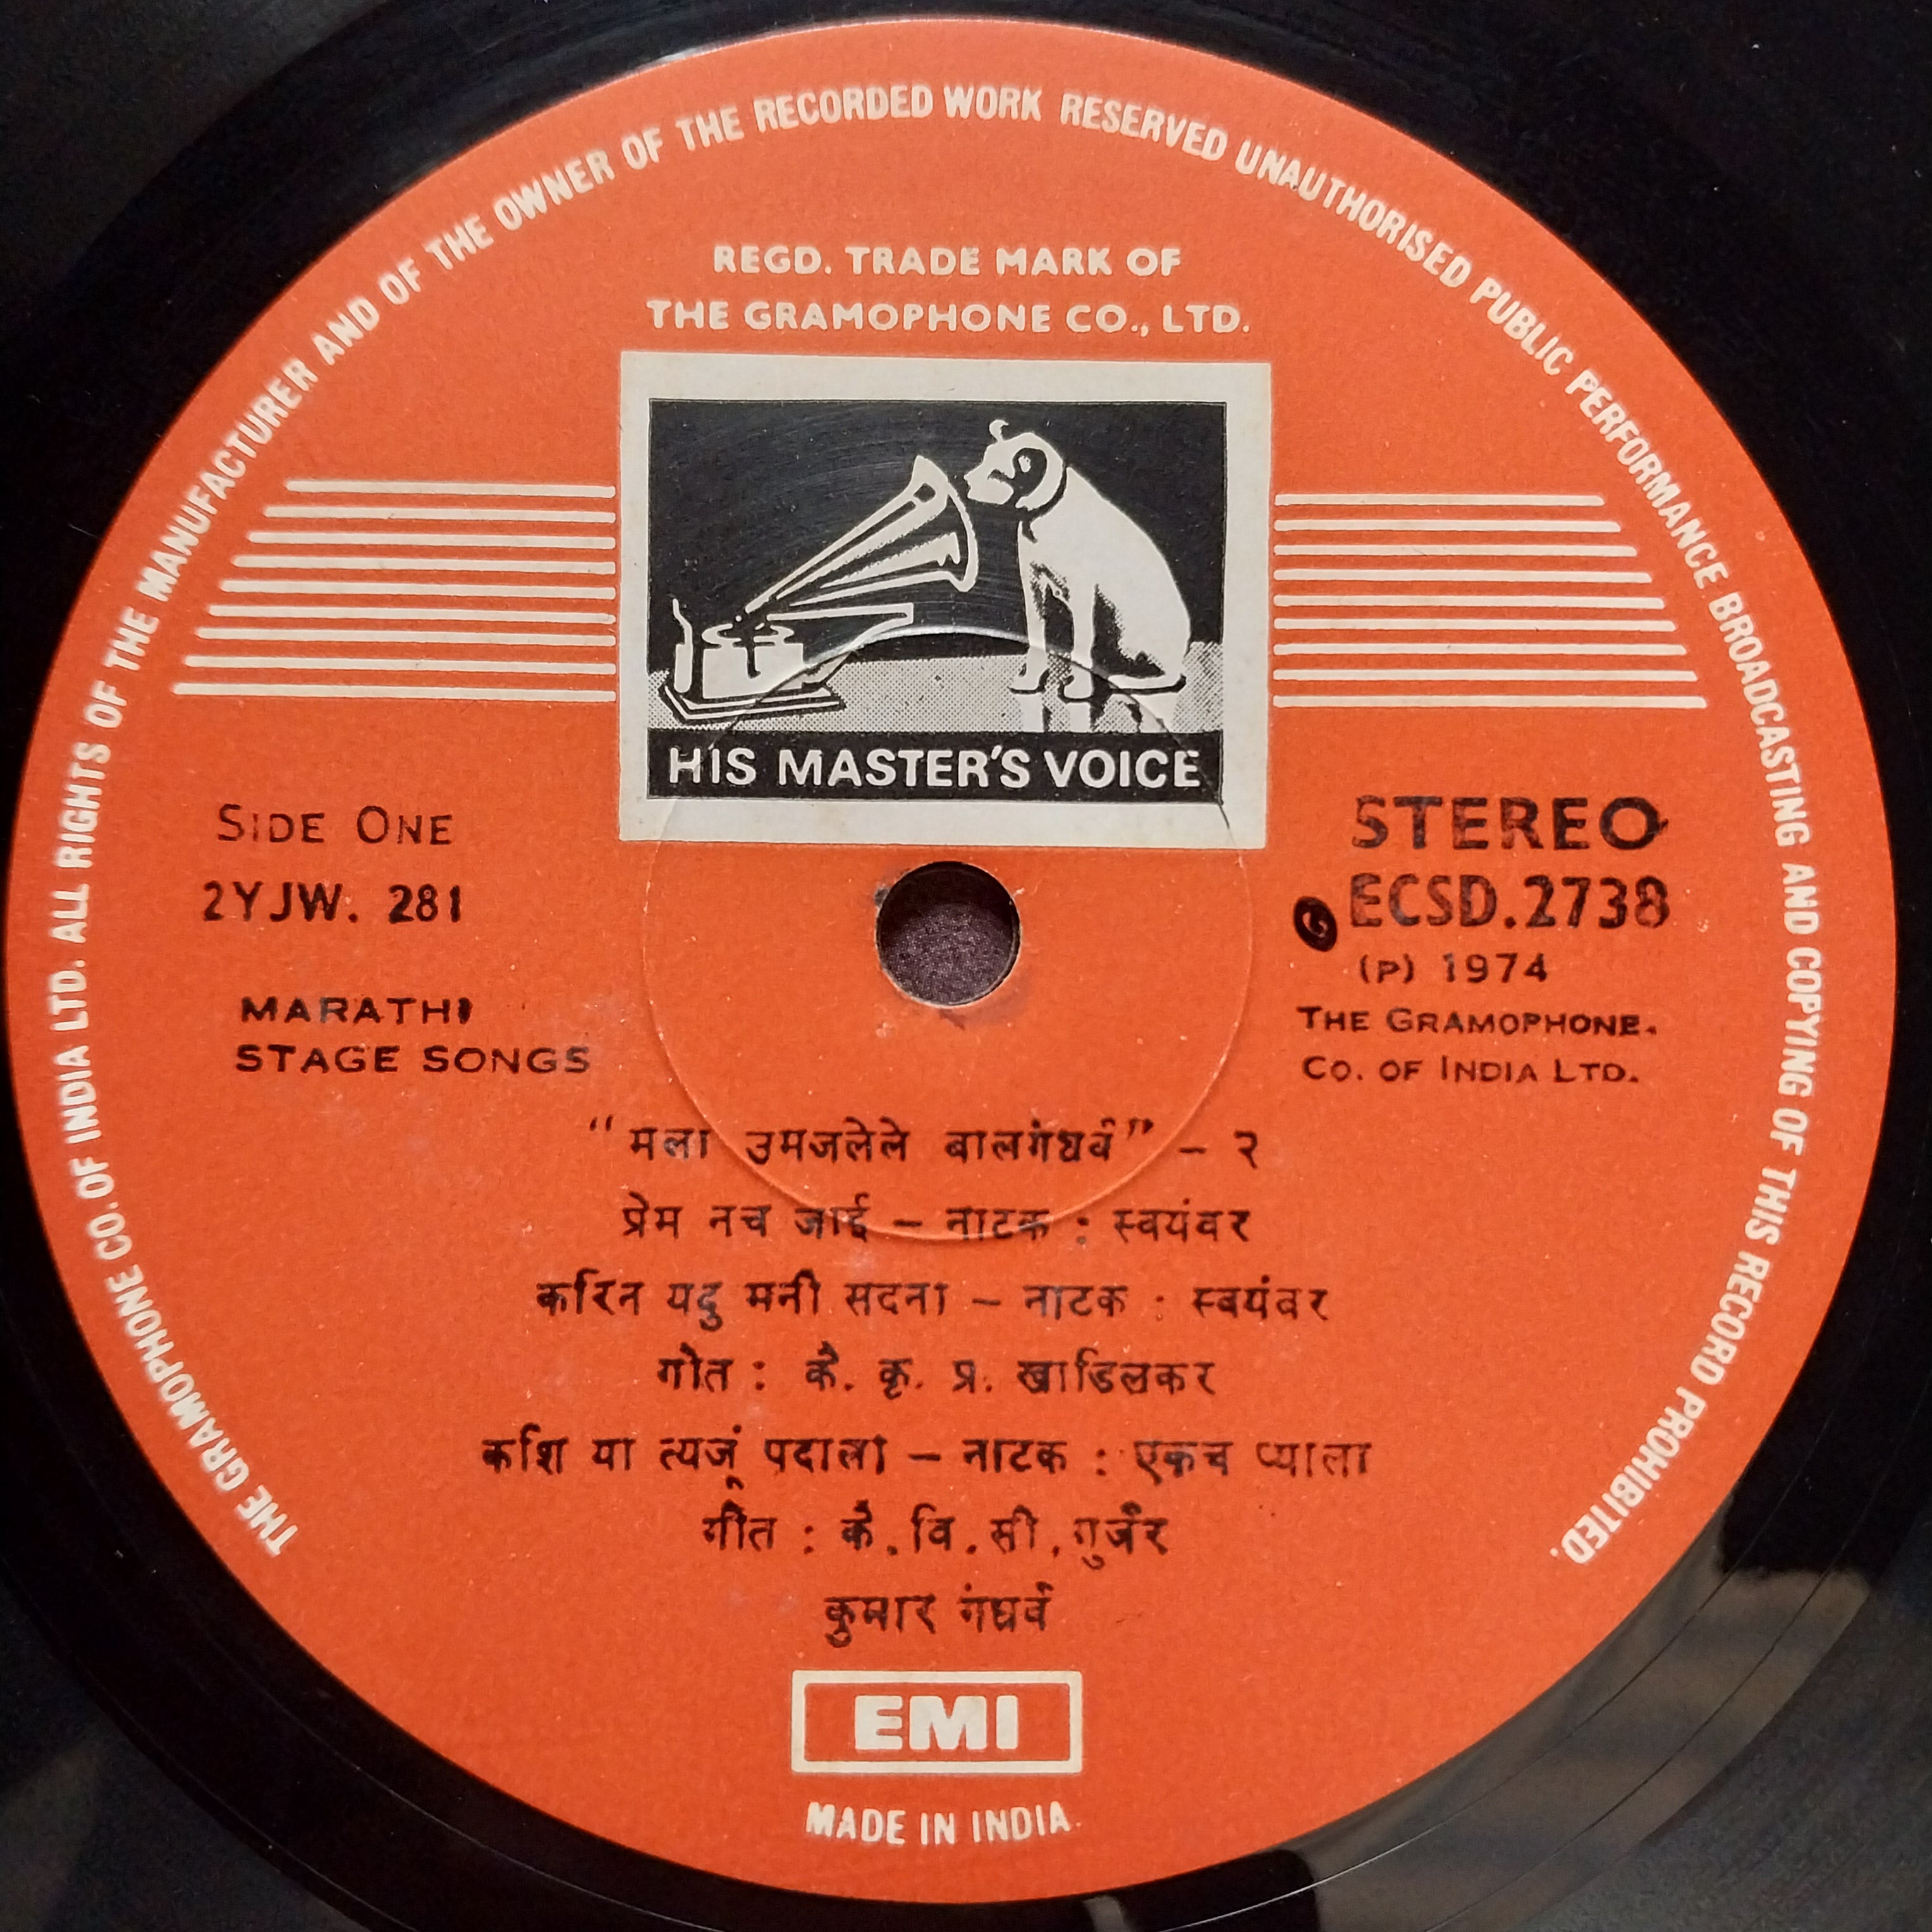 THE GRAMOPHONE CO. OF INDIA LTD. ALL RIGHTS OF THE MANUFACTURER AND OF THE OWNER OF THE RECORDED WORK RESERVED UNAUTHORISED PUBLIC PERFORMANCE BROADCASTING AND COPYING OF THIS RECORD PROHIBITED.
REGD. TRADE MARK OF
THE GRAMOPHONE CO., LTD.
HIS MASTER'S VOICE
SIDE ONE
2YJW. 281
MARATHI
STAGE SONGS
STEREO
ECSD.2738
(P) 1974
THE GRAMOPHONE.
CO. OF INDIA LTD.
"मला उमजलेले बालगंधर्व" – २
प्रेम नच जाई – नाटक : स्वयंवर
करिन यदु मनी सदना – नाटक : स्वयंवर
गीत : कै. कृ. प्र. खाडिलकर
कशि या त्यजूं पदाला – नाटक : एकच प्याला
गीत : कै. वि. सी. गुर्जर
कुमार गंधर्व
EMI
MADE IN INDIA